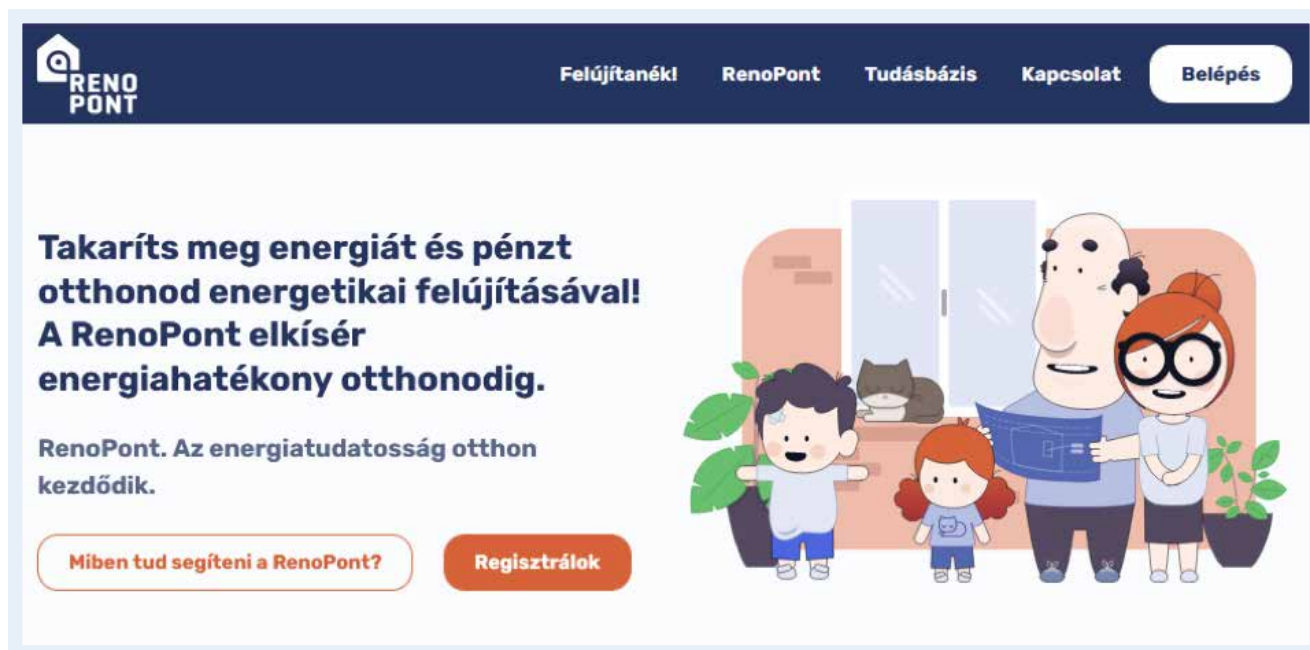 RENO
PONT
Felújítanék! RenoPont Tudásbázis Kapcsolat Belépés
Takaríts meg energiát és pénzt
otthonod energetikai felújításával!
A RenoPont elkísér
energiahatékony otthonodig.
RenoPont. Az energiatudatosság otthon
kezdődik.
Miben tud segíteni a RenoPont? Regisztrálok